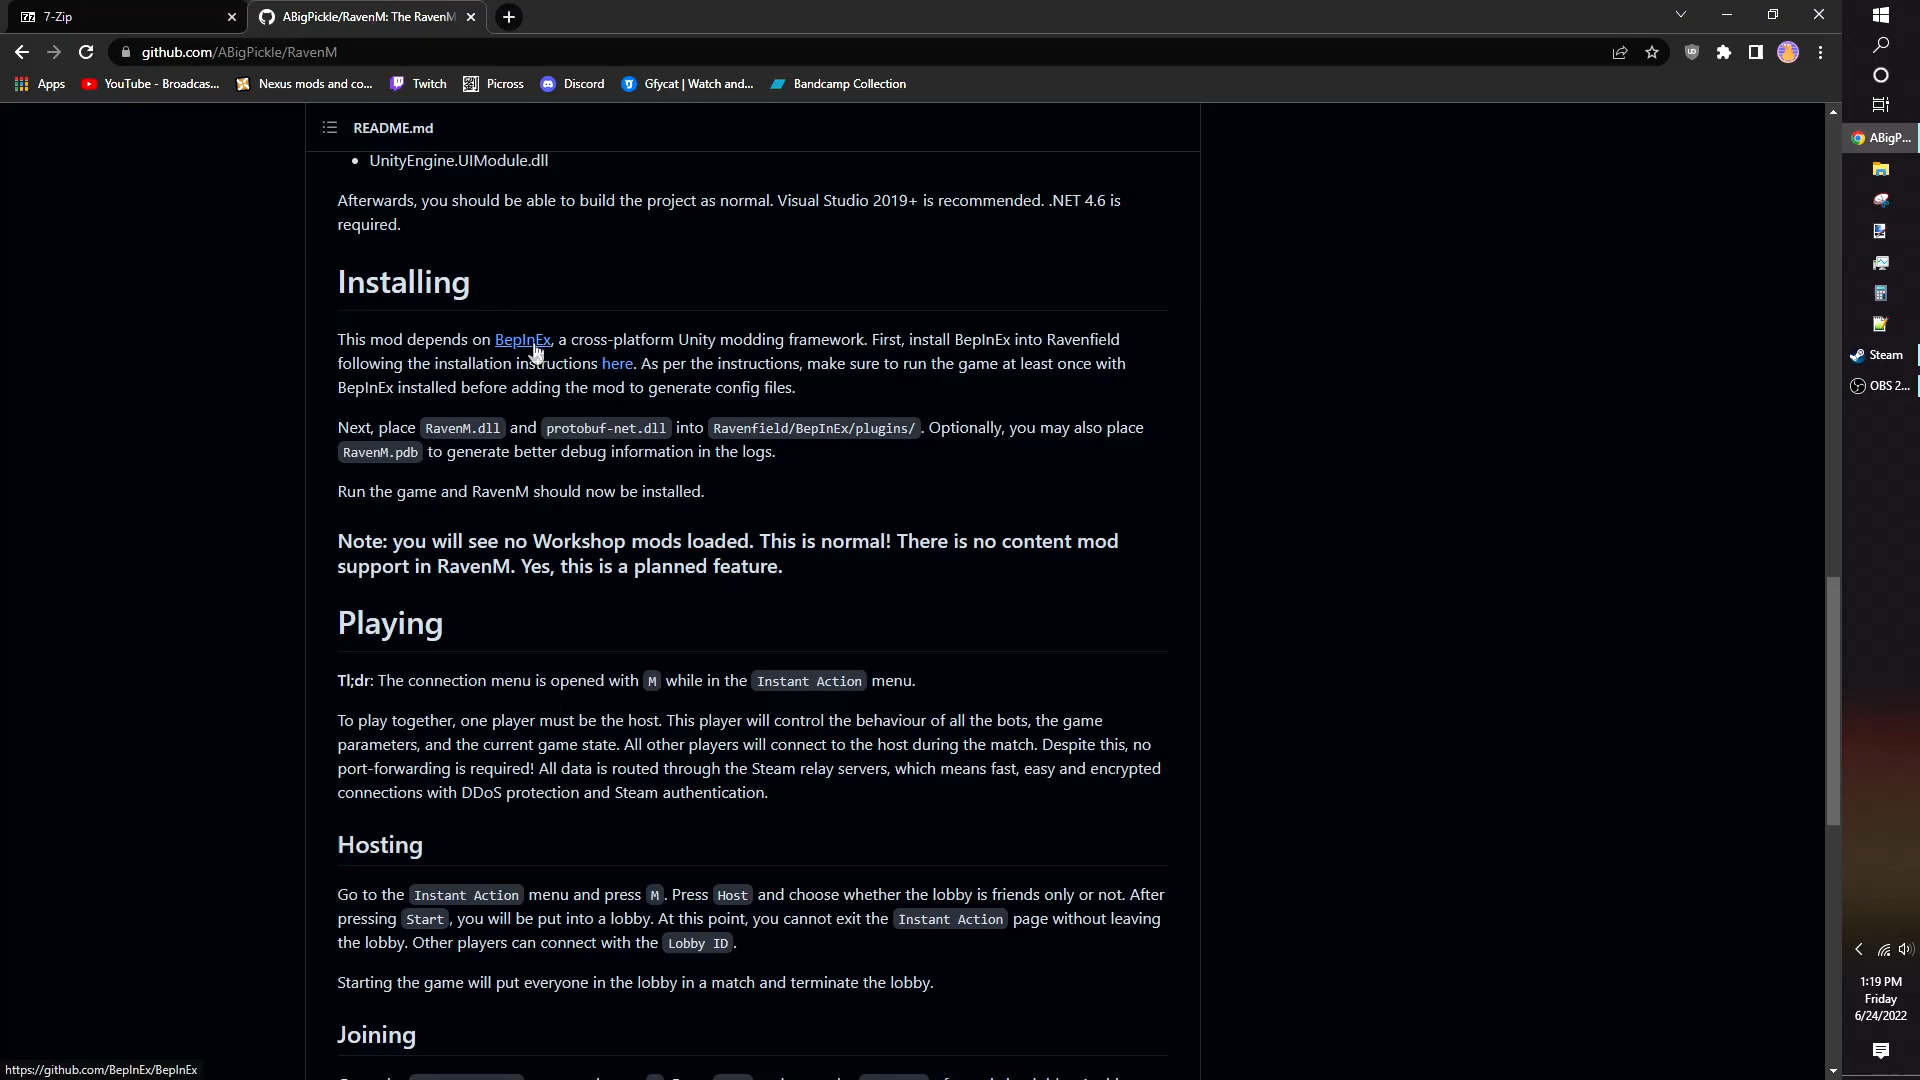 7-Zip
ABigPickle/RavenM: The RavenM
github.com/ABigPickle/RavenM
Apps
YouTube - Broadcas...
Nexus mods and co...
Twitch
Picross
Discord
Gfycat | Watch and...
Bandcamp Collection
README.md
• UnityEngine.UIModule.dll
Afterwards, you should be able to build the project as normal. Visual Studio 2019+ is recommended. .NET 4.6 is
required.
Installing
This mod depends on BepInEx, a cross-platform Unity modding framework. First, install BepInEx into Ravenfield
following the installation instructions here. As per the instructions, make sure to run the game at least once with
BepInEx installed before adding the mod to generate config files.
Next, place RavenM.dll and protobuf-net.dll into Ravenfield/BepInEx/plugins/. Optionally, you may also place
RavenM.pdb to generate better debug information in the logs.
Run the game and RavenM should now be installed.
Note: you will see no Workshop mods loaded. This is normal! There is no content mod
support in RavenM. Yes, this is a planned feature.
Playing
Tl;dr: The connection menu is opened with M while in the Instant Action menu.
To play together, one player must be the host. This player will control the behaviour of all the bots, the game
parameters, and the current game state. All other players will connect to the host during the match. Despite this, no
port-forwarding is required! All data is routed through the Steam relay servers, which means fast, easy and encrypted
connections with DDoS protection and Steam authentication.
Hosting
Go to the Instant Action menu and press M. Press Host and choose whether the lobby is friends only or not. After
pressing Start, you will be put into a lobby. At this point, you cannot exit the Instant Action page without leaving
the lobby. Other players can connect with the Lobby ID.
Starting the game will put everyone in the lobby in a match and terminate the lobby.
Joining
https://github.com/BepInEx/BepInEx
ABigP...
Steam
OBS 2...
1:19 PM
Friday
6/24/2022